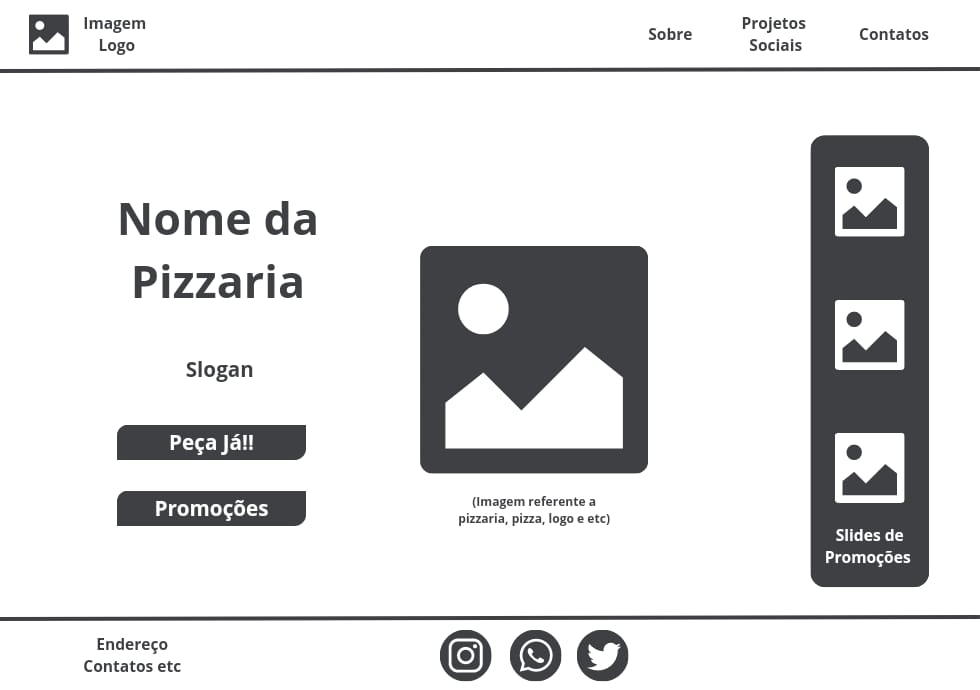 Imagem
Logo
Sobre
Projetos
Sociais
Contatos
Nome da
Pizzaria
Slogan
Peça Já!!
Promoções
(Imagem referente a
pizzaria, pizza, logo e etc)
Slides de
Promoções
Endereço
Contatos etc